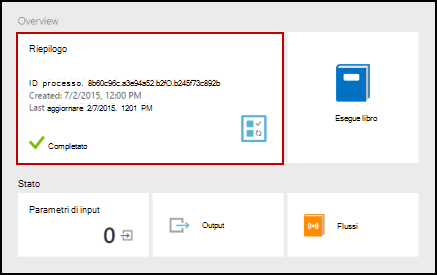 Overview
Riepilogo
ID processo. 8b60c96c.a3e94a52.b2f0.b245f73c892b
Created: 7/2/2015, 12:00 PM
Last aggiornare 2/7/2015, 1201 PM
Completato
Esegue libro
Stato
Parametri di input
0
Output
Flussi